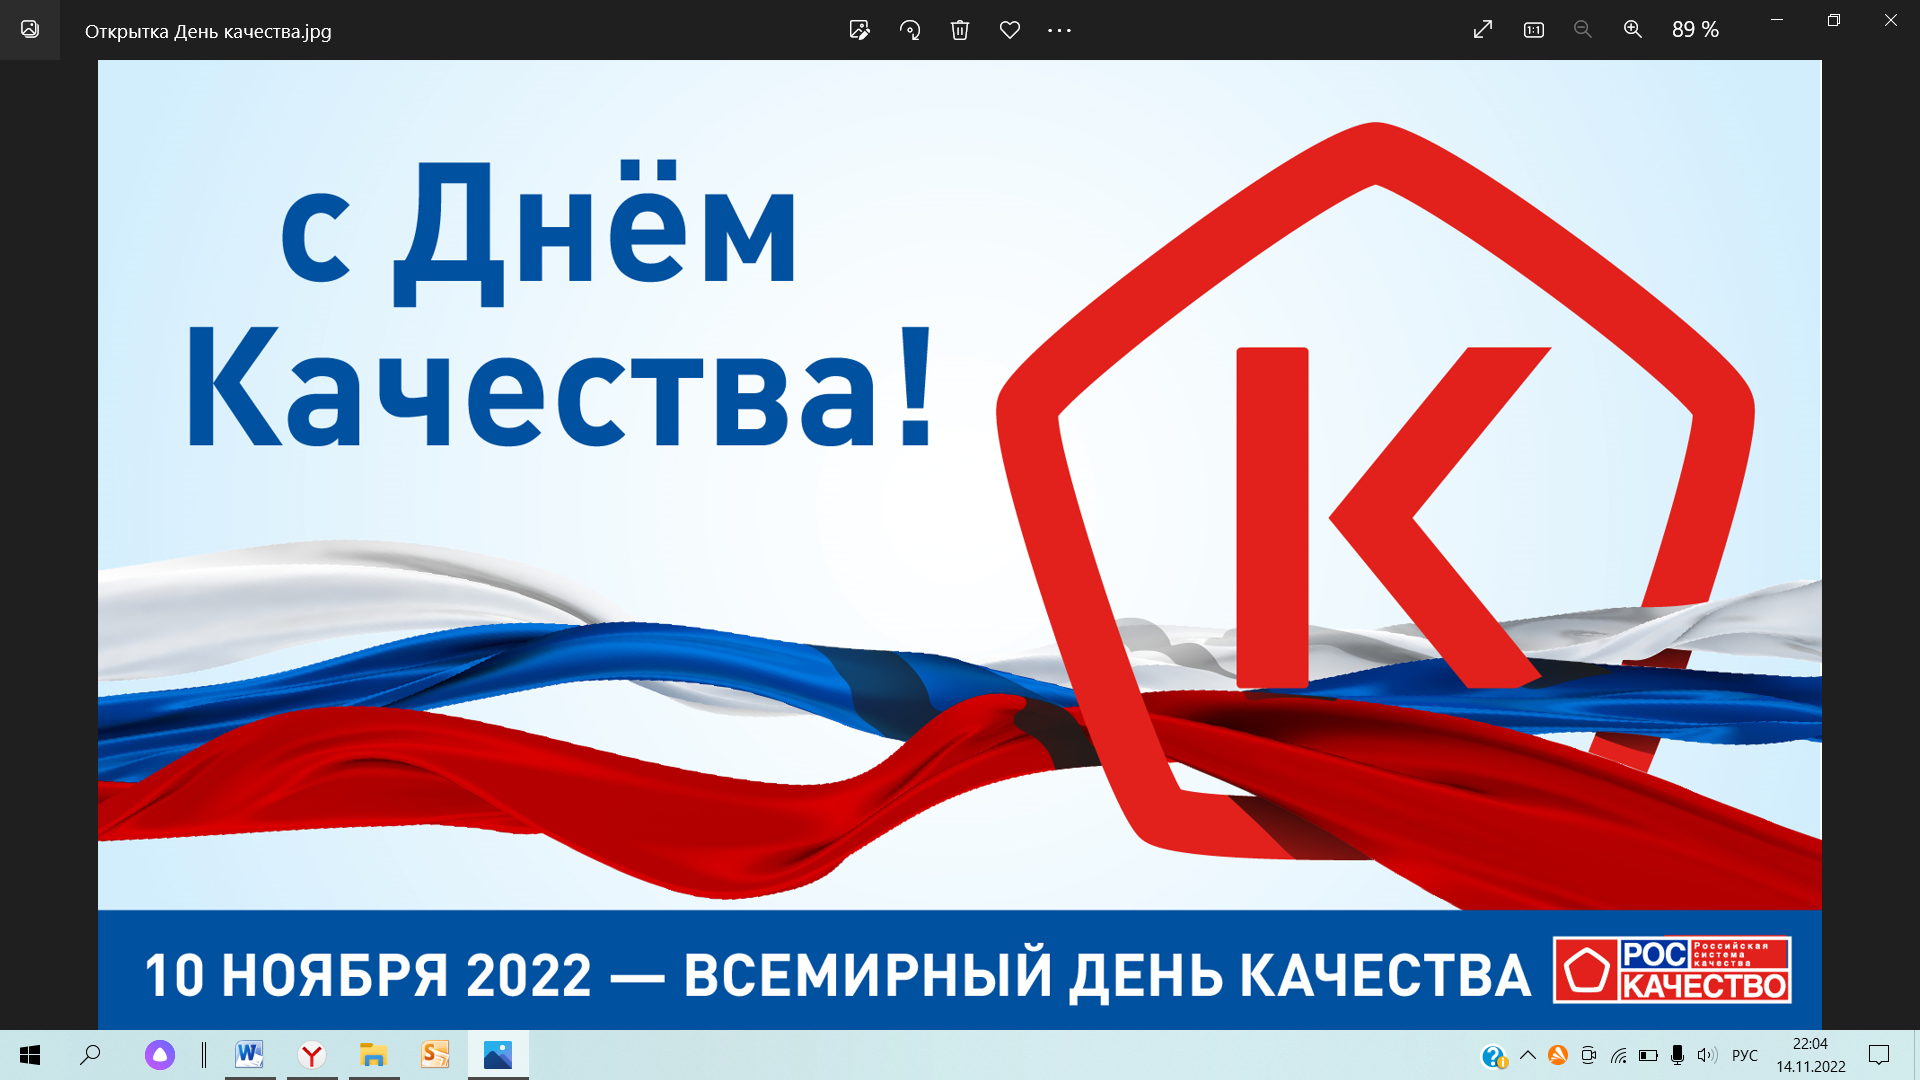 Открытка День качества.jpg
89 %
с Днём
Качества!
К
10 НОЯБРЯ 2022 — ВСЕМИРНЫЙ ДЕНЬ КАЧЕСТВА
РОС
Российская
система
качества
КАЧЕСТВО
РУС
22:04
14.11.2022